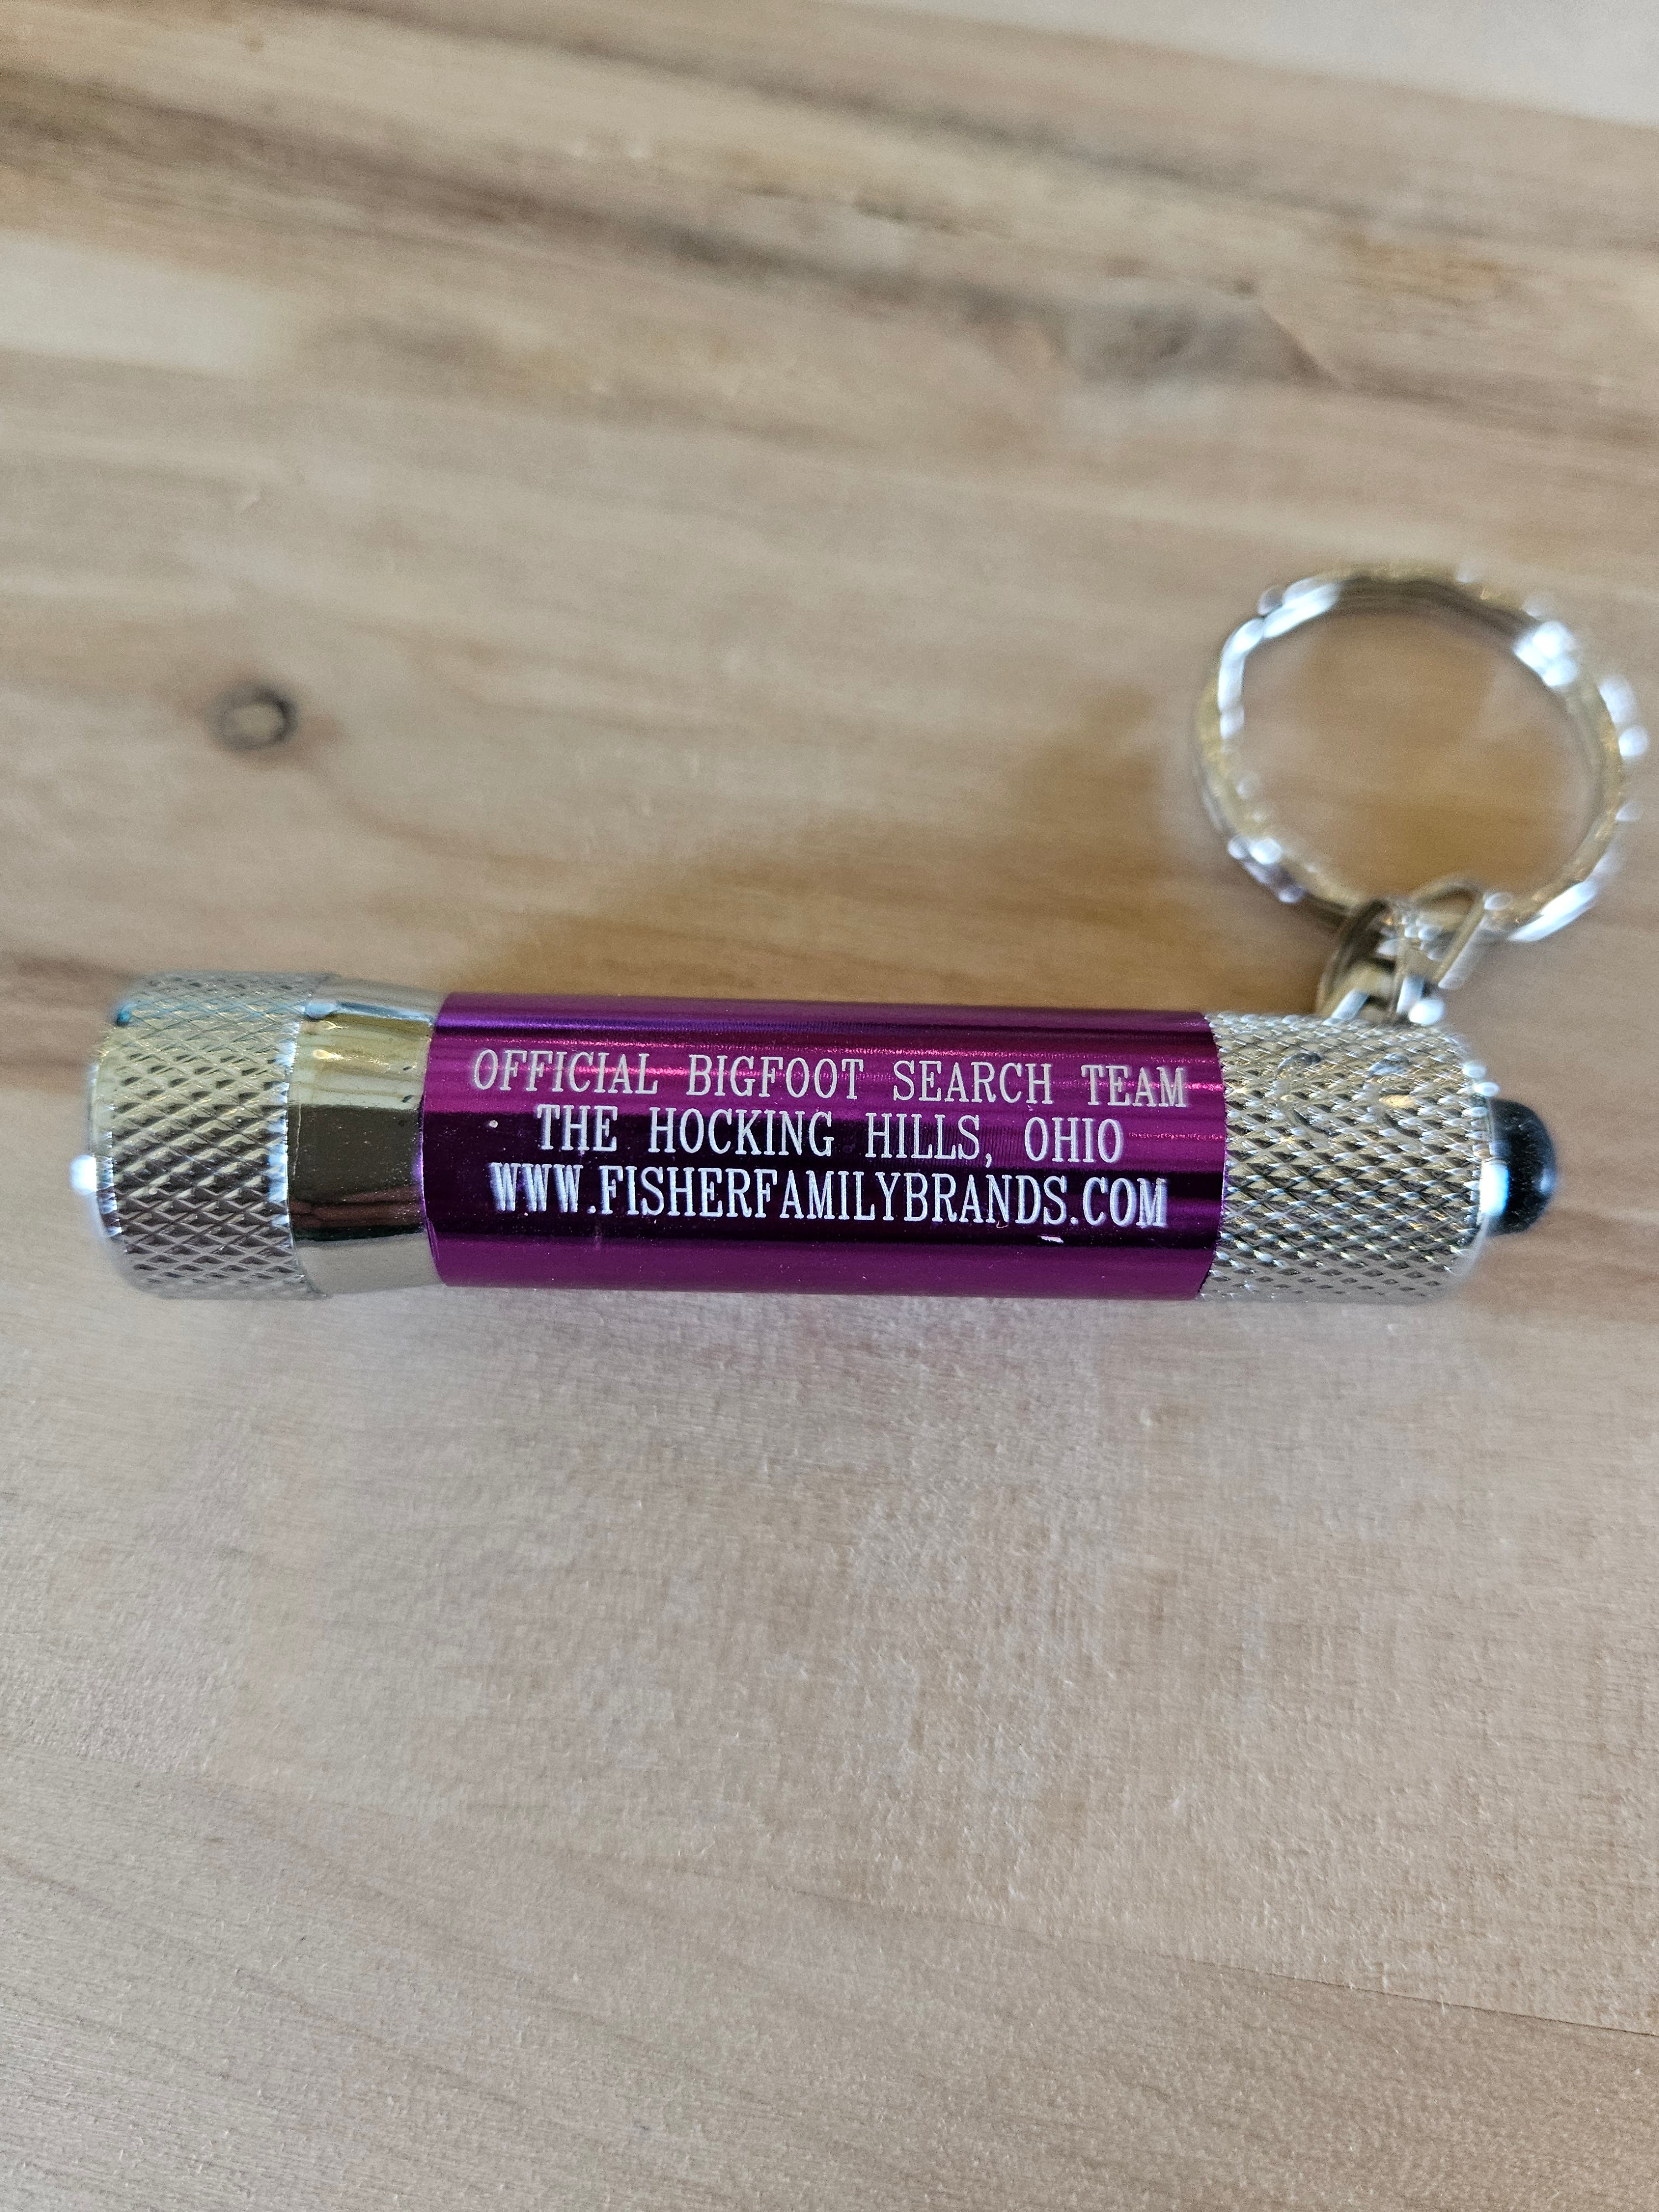 OFFICIAL BIGFOOT SEARCH TEAM
THE HOCKING HILLS, OHIO
WWW.FISHERFAMILYBRANDS.COM